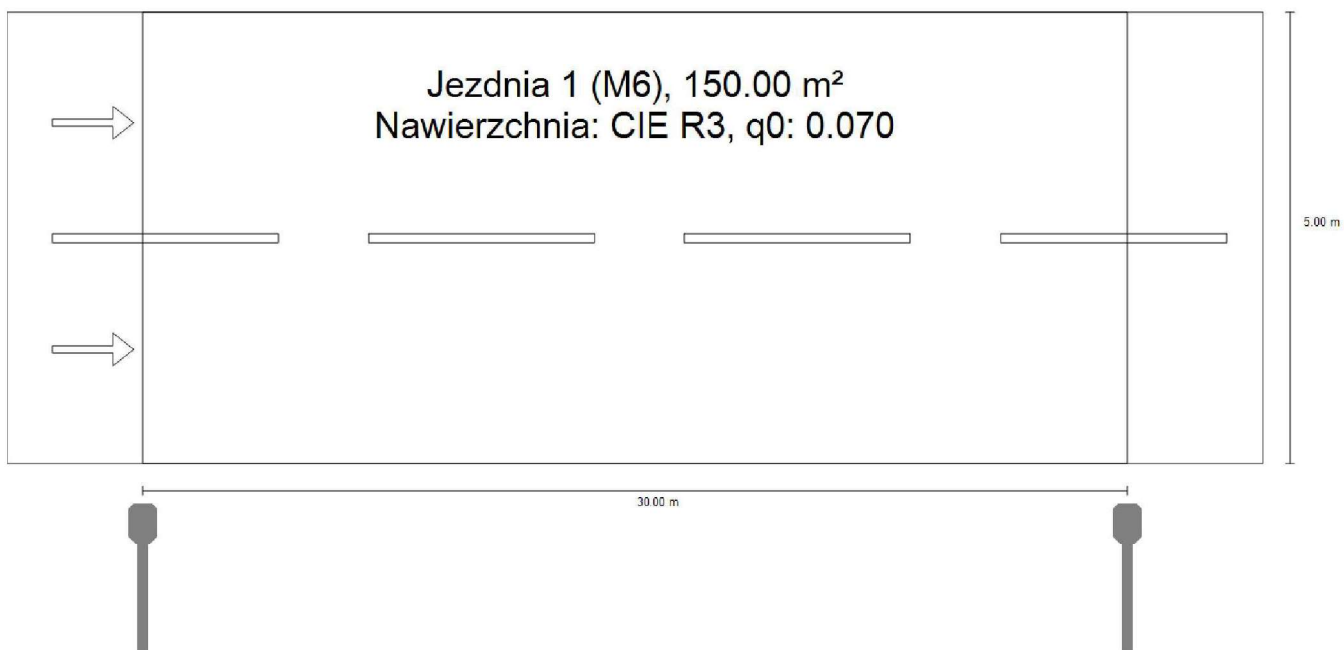 Jezdnia 1 (M6), 150.00 m²
Nawierzchnia: CIE R3, q0: 0.070
5.00 m
30.00 m